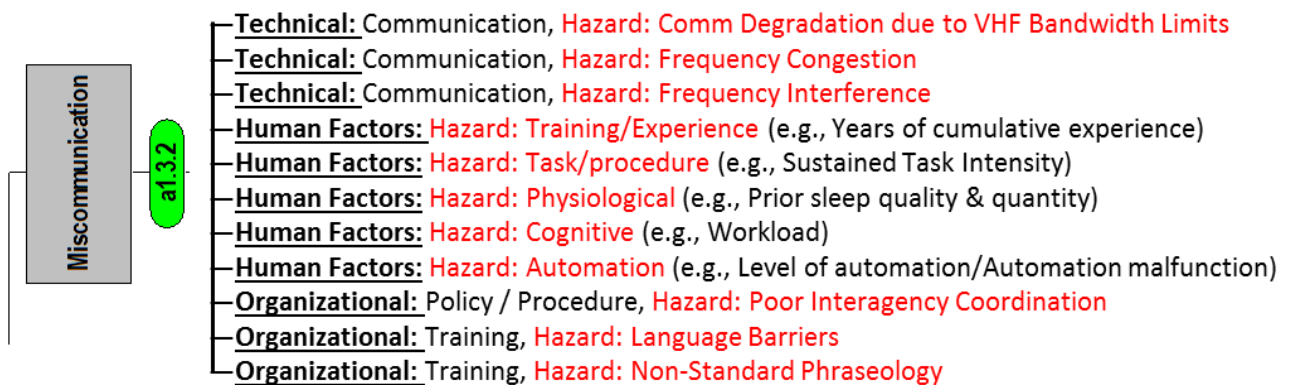 Miscommunication
a1.3.2
Technical: Communication, Hazard: Comm Degradation due to VHF Bandwidth Limits
Technical: Communication, Hazard: Frequency Congestion
Technical: Communication, Hazard: Frequency Interference
Human Factors: Hazard: Training/Experience (e.g., Years of cumulative experience)
Human Factors: Hazard: Task/procedure (e.g., Sustained Task Intensity)
Human Factors: Hazard: Physiological (e.g., Prior sleep quality & quantity)
Human Factors: Hazard: Cognitive (e.g., Workload)
Human Factors: Hazard: Automation (e.g., Level of automation/Automation malfunction)
Organizational: Policy / Procedure, Hazard: Poor Interagency Coordination
Organizational: Training, Hazard: Language Barriers
Organizational: Training, Hazard: Non-Standard Phraseology